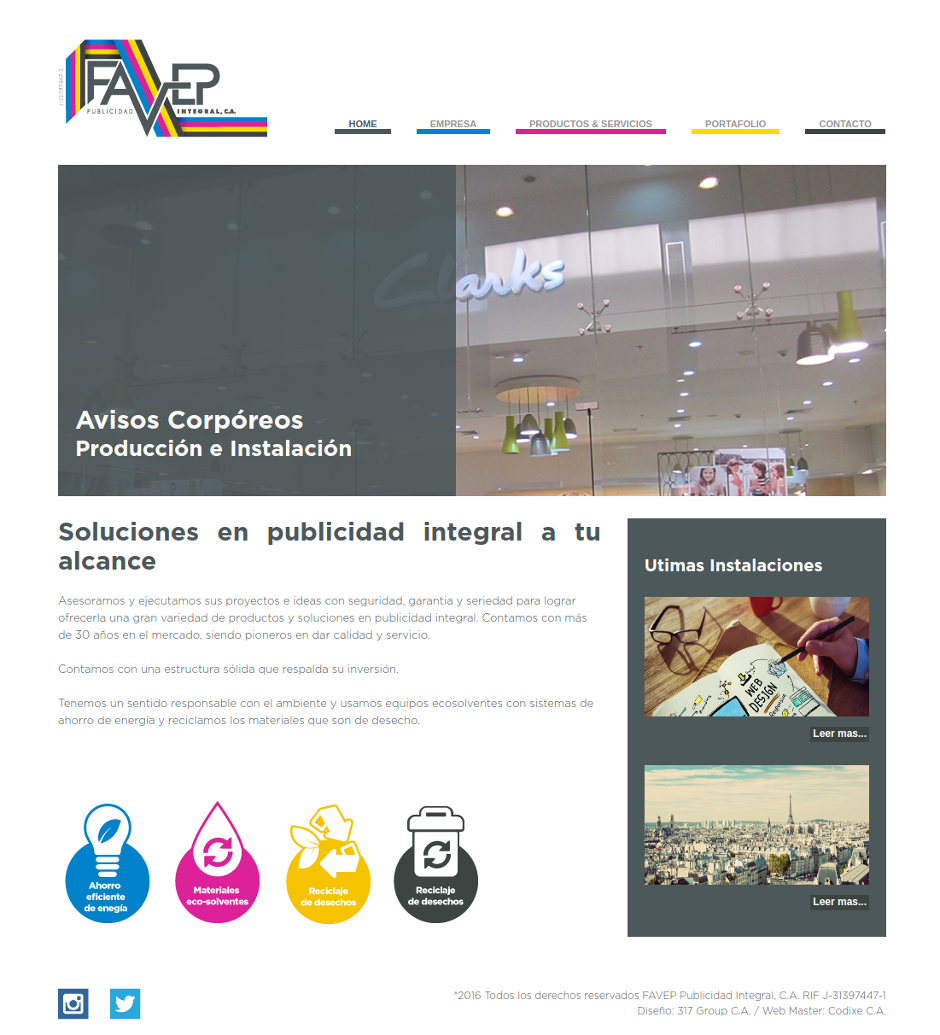 J-31397447-1
FAVEP
PUBLICIDAD INTEGRAL, C.A.
HOME EMPRESA PRODUCTOS & SERVICIOS PORTAFOLIO CONTACTO
Clarks
Avisos Corpóreos
Producción e Instalación
Soluciones en publicidad integral a tu
alcance
Asesoramos y ejecutamos sus proyectos e ideas con seguridad, garantia y seriedad para lograr
ofrecerla una gran variedad de productos y soluciones en publicidad integral. Contamos con más
de 30 años en el mercado, siendo pioneros en dar calidad y servicio.
Contamos con una estructura sólida que respalda su inversión.
Tenemos un sentido responsable con el ambiente y usamos equipos ecosolventes con sistemas de
ahorro de energia y reciclamos los materiales que son de desecho.
Ahorro
eficiente
de enegía
Materiales
eco-solventes
Reciclaje
de desechos
Reciclaje
de desechos
Utimas Instalaciones
WEB
DESIGN
Leer mas...
Leer mas...
*2016 Todos los derechos reservados FAVEP Publicidad Integral, C.A. RIF J-31397447-1
Diseño: 317 Group C.A. / Web Master: Codixe C.A.